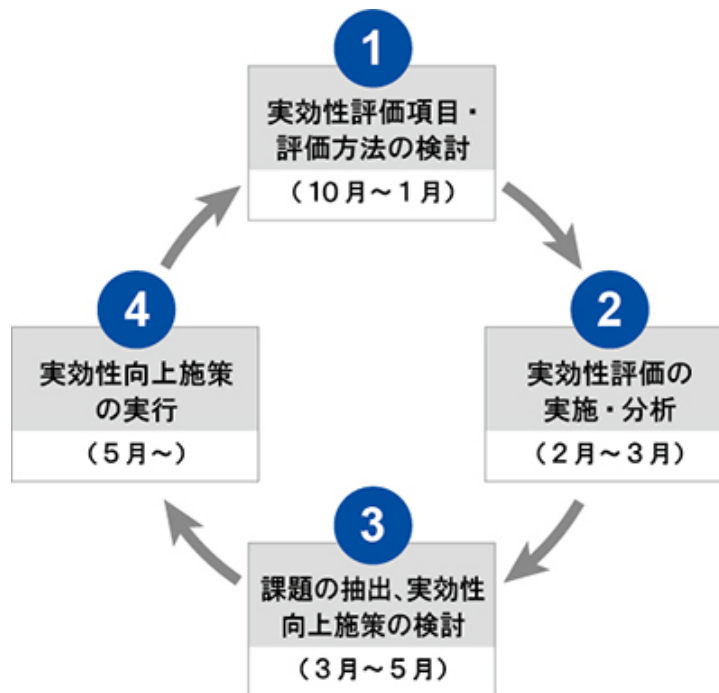 1
実効性評価項目・
評価方法の検討
（10月～1月）
2
実効性評価の
実施・分析
（2月～3月）
3
課題の抽出、実効性
向上施策の検討
（3月～5月）
4
実効性向上施策
の実行
（5月～）